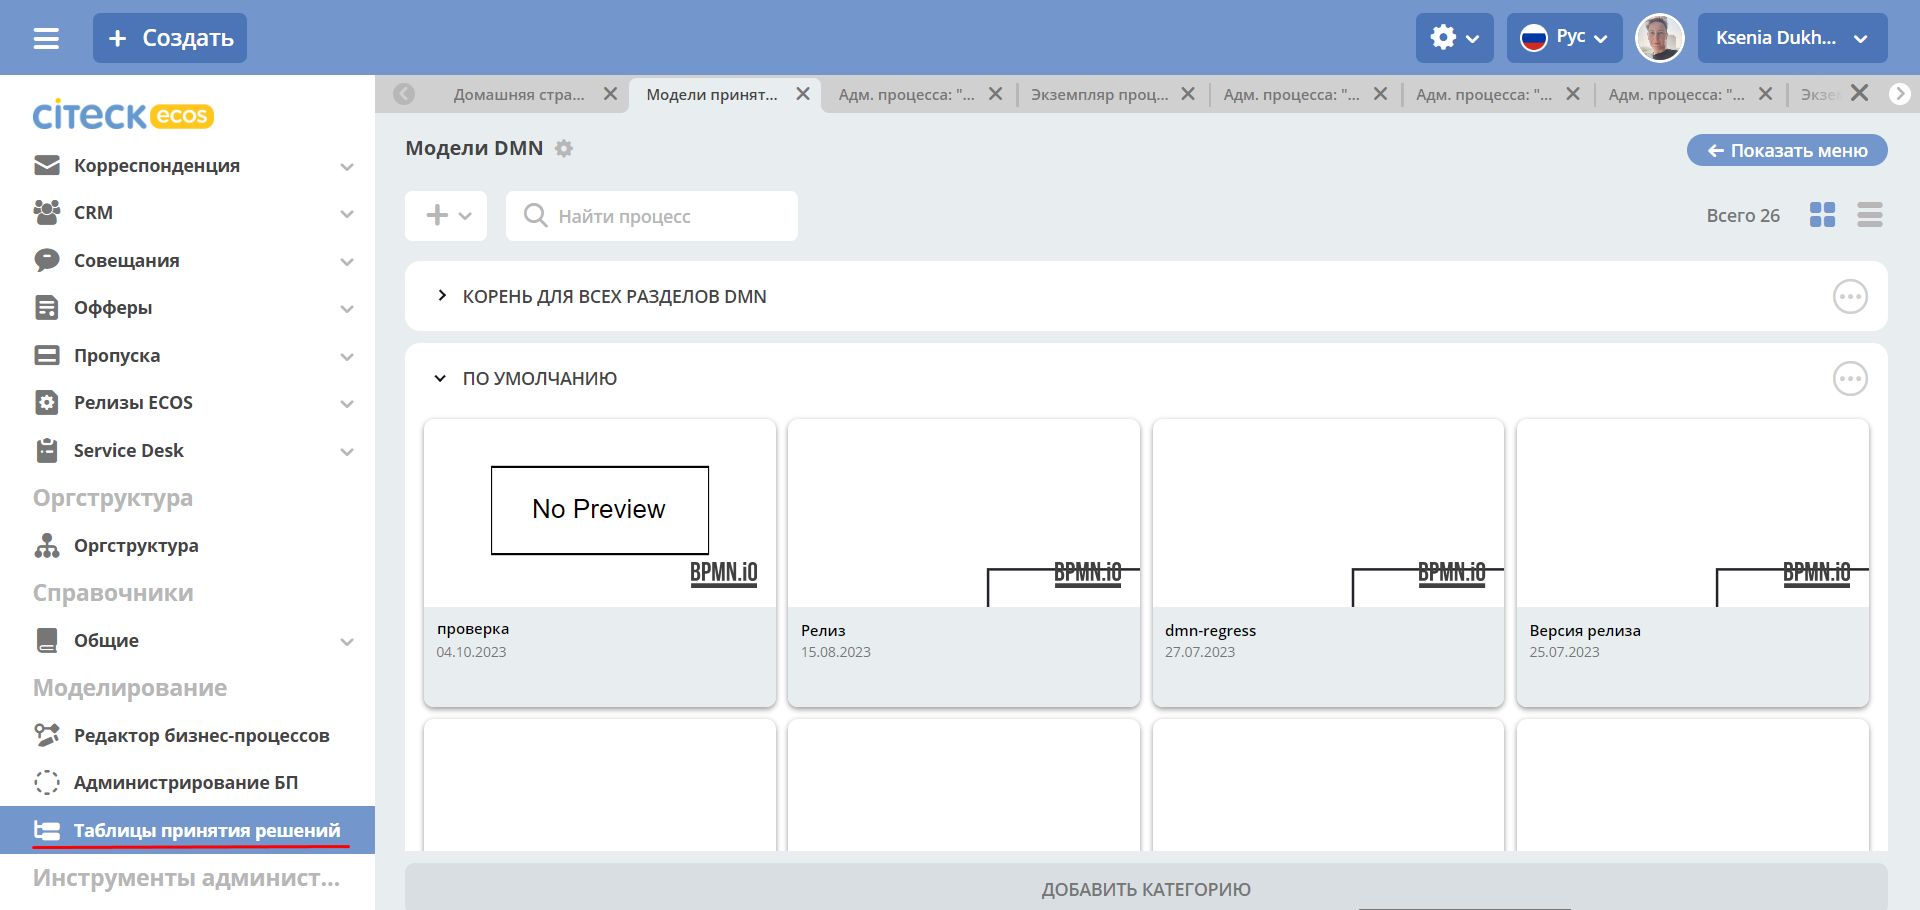 + Создать
Рус
Ksenia Dukh...
Домашняя стра...
Модели принят...
Адм. процесса: "...
Экземпляр проц...
Адм. процесса: "...
Адм. процесса: "...
Адм. процесса: "...
Экзе
citeck ecos
Корреспонденция
CRM
Совещания
Офферы
Пропуска
Релизы ECOS
Service Desk
Оргструктура
Оргструктура
Справочники
Общие
Моделирование
Редактор бизнес-процессов
Администрирование БП
Таблицы принятия решений
Инструменты админист...
Модели DMN
Показать меню
Найти процесс
Всего 26
КОРЕНЬ ДЛЯ ВСЕХ РАЗДЕЛОВ DMN
ПО УМОЛЧАНИЮ
No Preview
BPMN.iO
проверка
04.10.2023
BPMN.iO
Релиз
15.08.2023
BPMN.iO
dmn-regress
27.07.2023
BPMN.iO
Версия релиза
25.07.2023
ДОБАВИТЬ КАТЕГОРИЮ